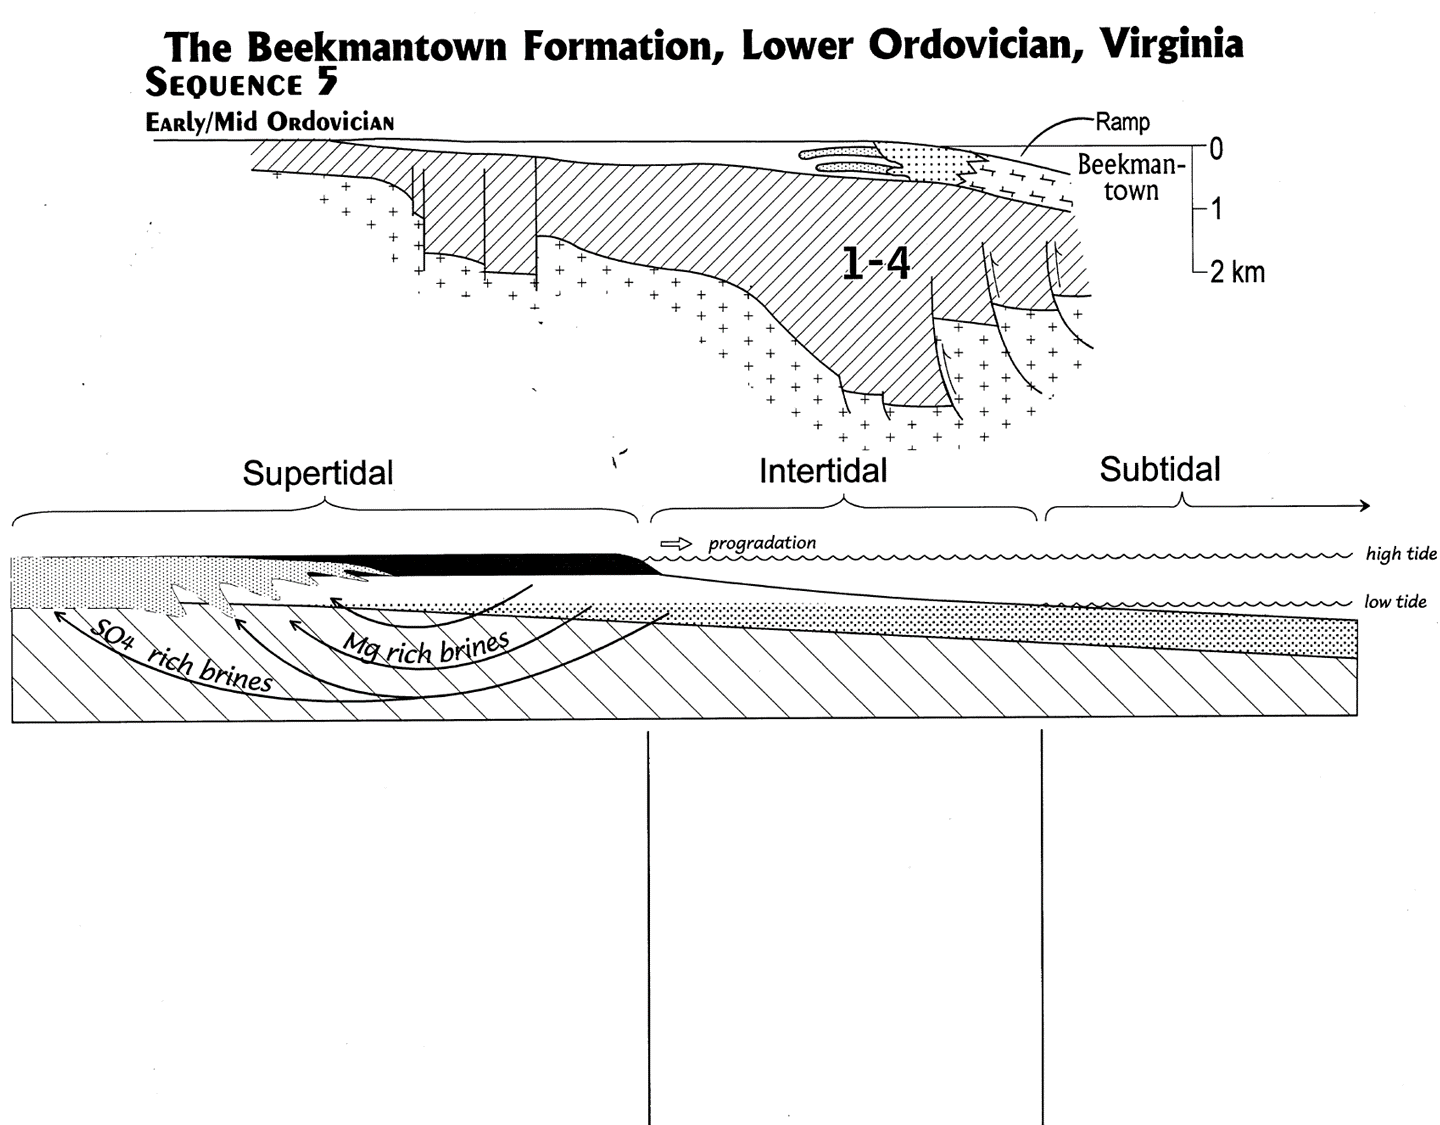 The Beekmantown Formation, Lower Ordovician, Virginia
SEQUENCE 5
EARLY/MID ORDOVICIAN
Ramp
0
Beekman-
town
1
1-4
2 km
Supertidal
Intertidal
Subtidal
progradation
high tide
low tide
SO4 rich brines
Mg rich brines